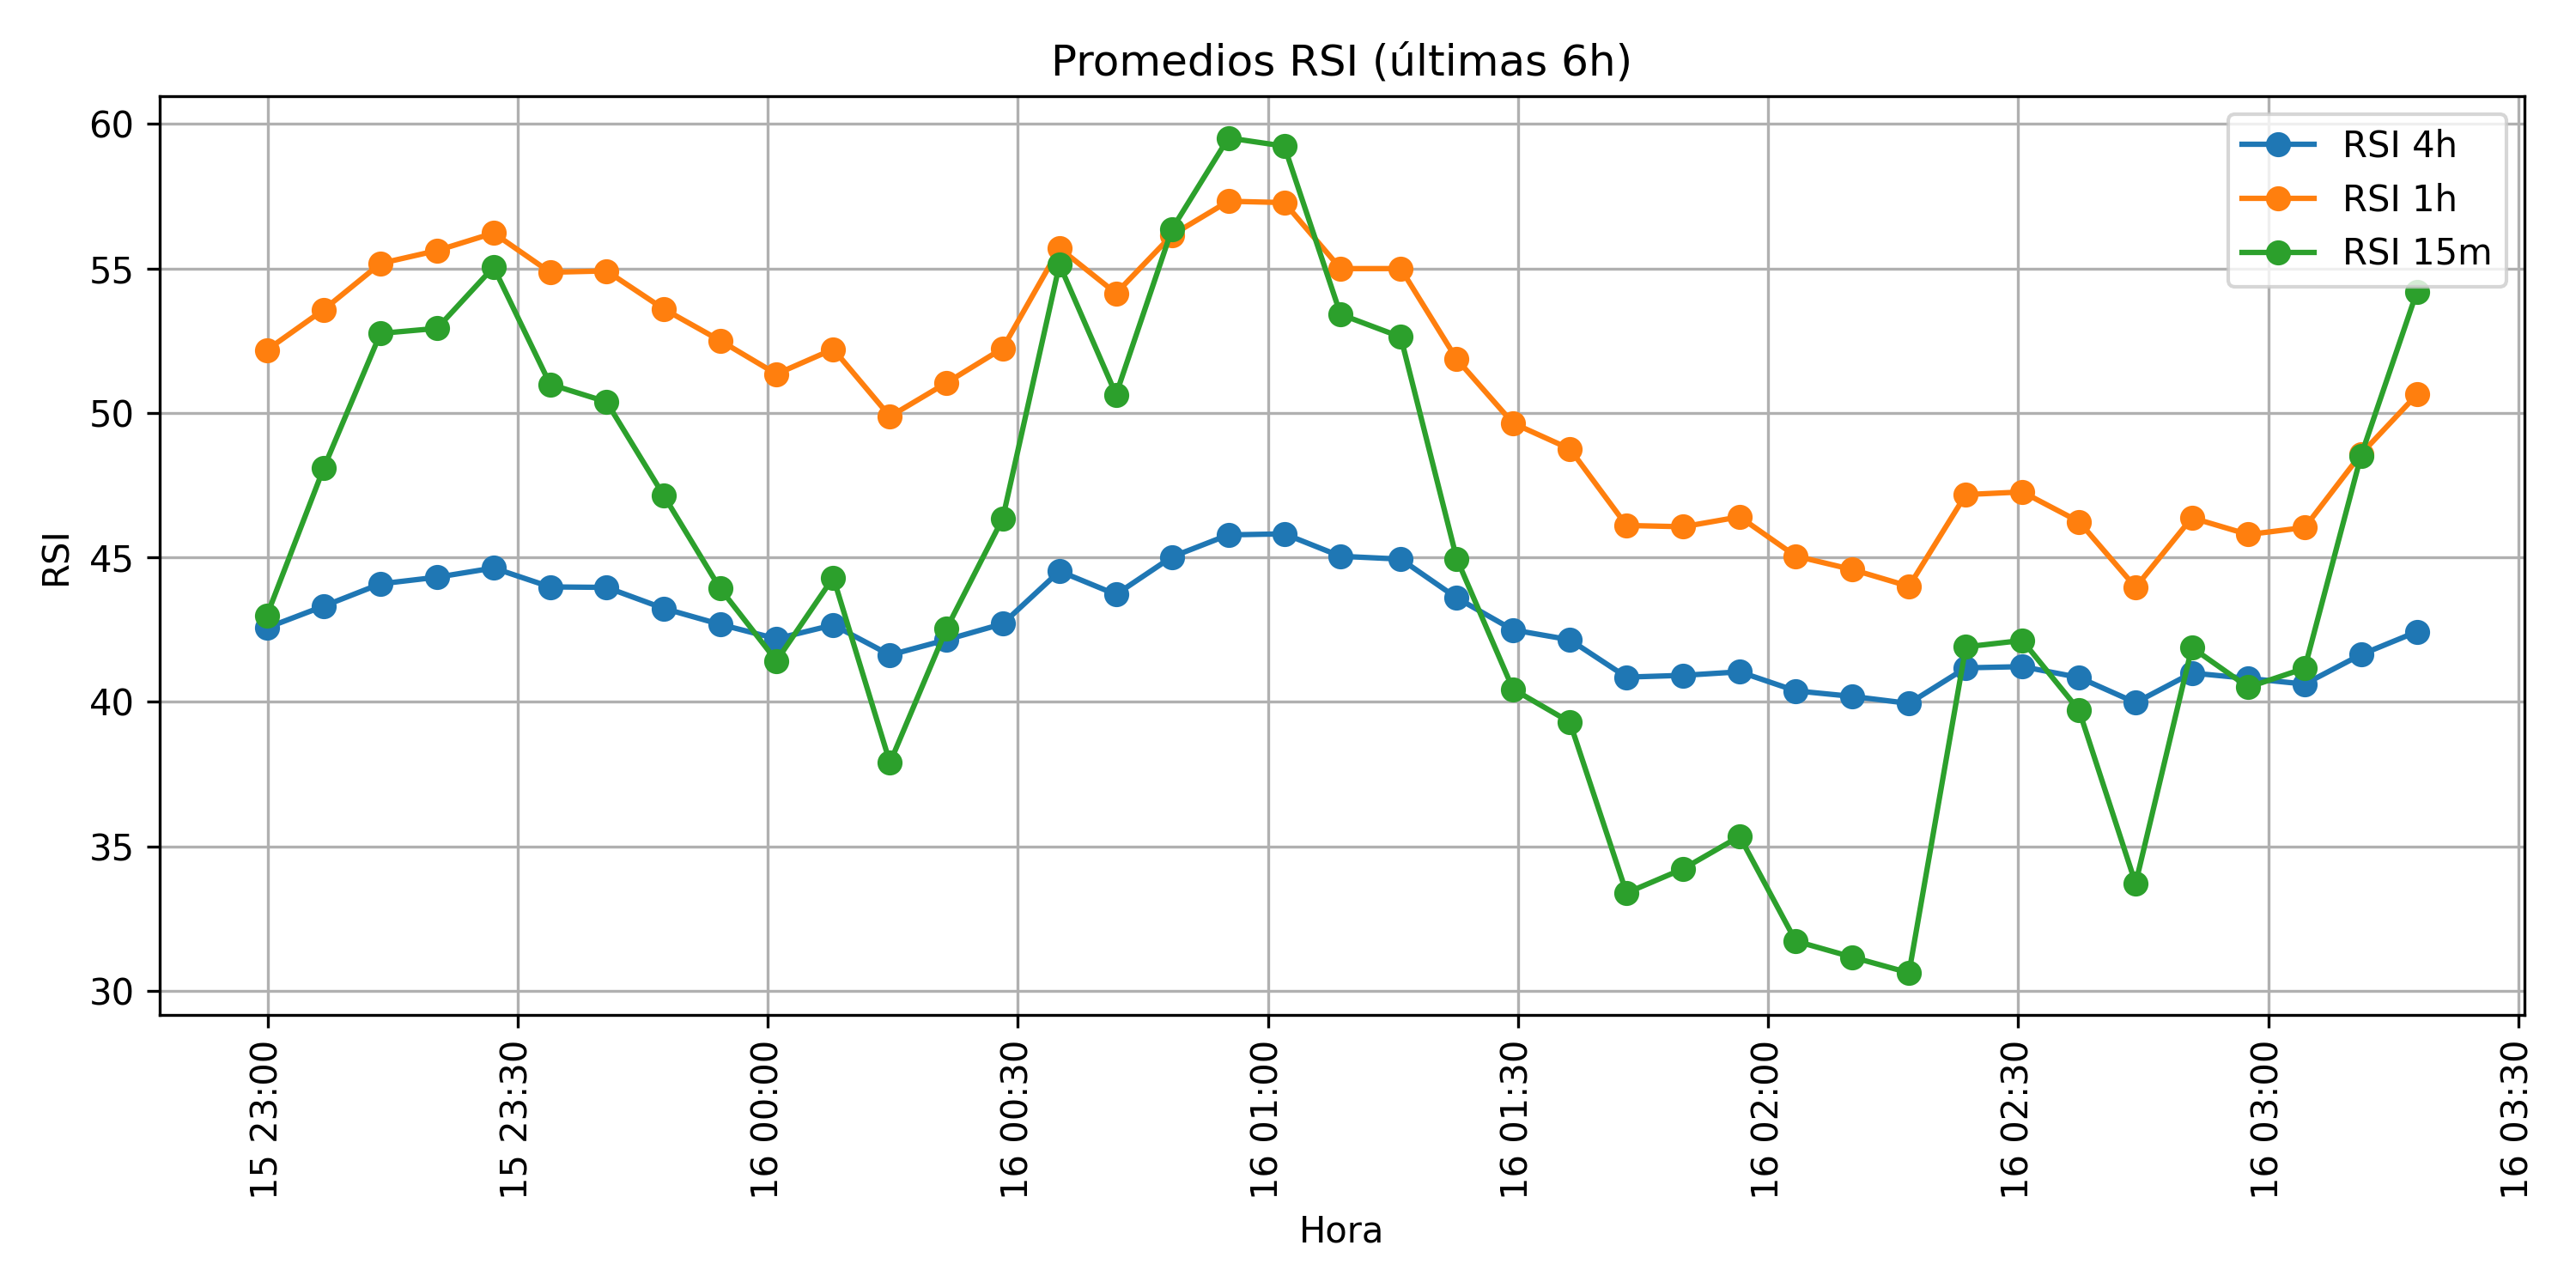 Promedios RSI (últimas 6h)
RSI 4h
RSI 1h
RSI 15m
RSI
60
55
50
45
40
35
30
15 23:00
15 23:30
16 00:00
16 00:30
16 01:00
16 01:30
16 02:00
16 02:30
16 03:00
16 03:30
Hora